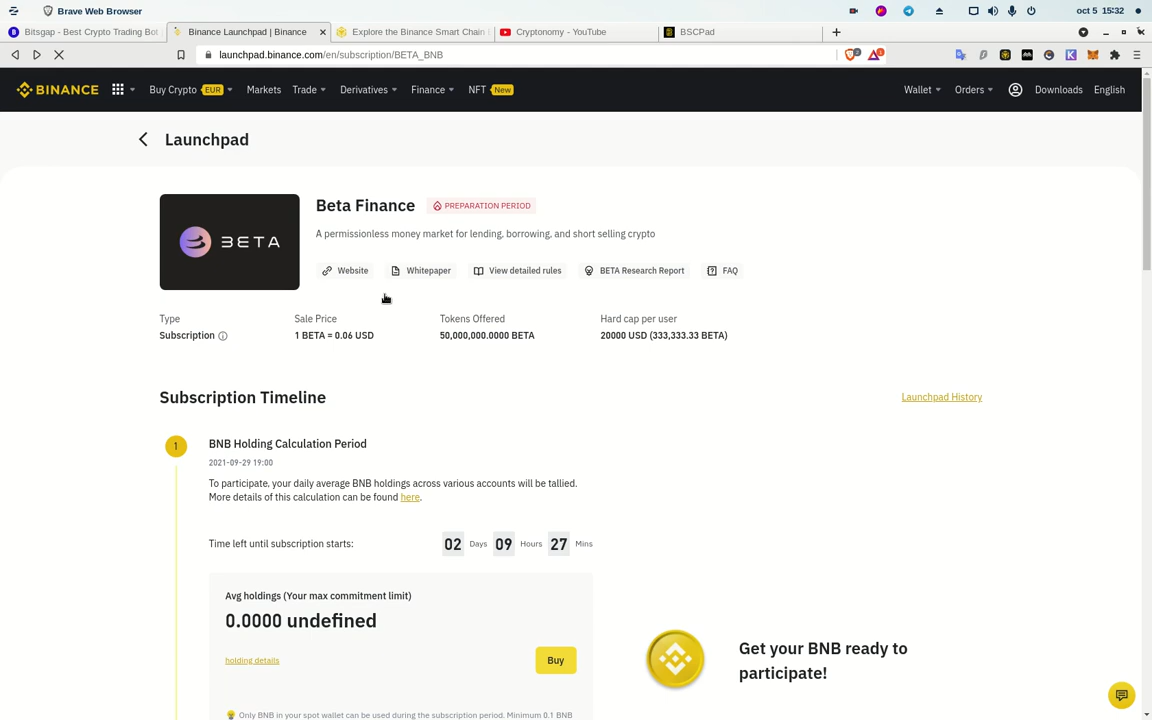 Brave Web Browser
oct 5 15:32
Bitsgap - Best Crypto Trading Bot
Binance Launchpad | Binance
Explore the Binance Smart Chain
Cryptonomy - YouTube
BSCPad
launchpad.binance.com/en/subscription/BETA_BNB
BINANCE
Buy Crypto EUR
Markets
Trade
Derivatives
Finance
NFT New
Wallet
Orders
Downloads
English
Launchpad
BETA
Beta Finance
PREPARATION PERIOD
A permissionless money market for lending, borrowing, and short selling crypto
Website
Whitepaper
View detailed rules
BETA Research Report
FAQ
Type
Sale Price
Tokens Offered
Hard cap per user
Subscription
1 BETA = 0.06 USD
50,000,000.0000 BETA
20000 USD (333,333.33 BETA)
Subscription Timeline
Launchpad History
1
BNB Holding Calculation Period
2021-09-29 19:00
To participate, your daily average BNB holdings across various accounts will be tallied.
More details of this calculation can be found here.
Time left until subscription starts:
02 Days 09 Hours 27 Mins
Avg holdings (Your max commitment limit)
0.0000 undefined
holding details
Buy
Get your BNB ready to
participate!
Only BNB in your spot wallet can be used during the subscription period. Minimum 0.1 BNB